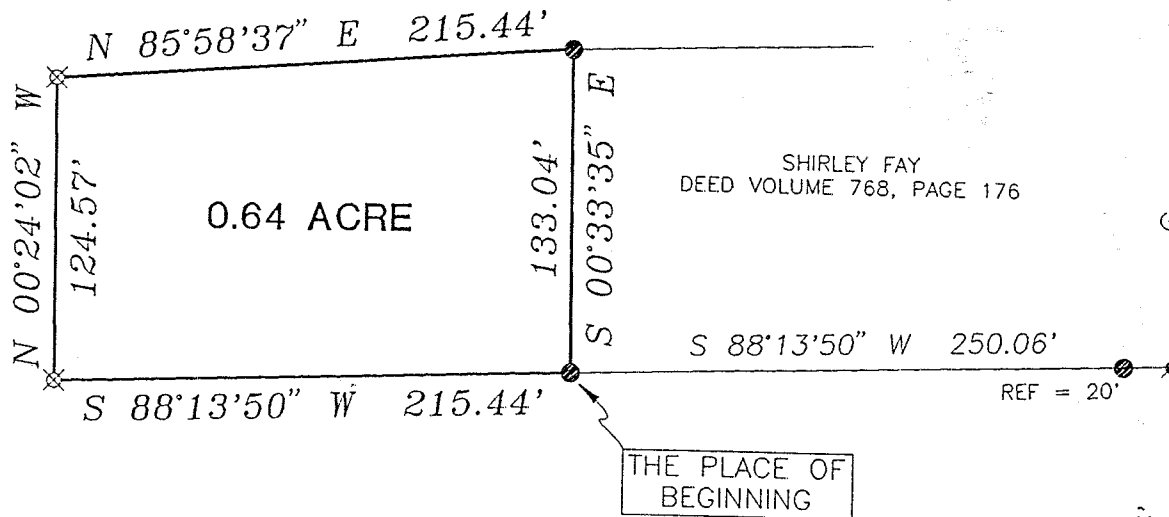 N 85°58'37" E 215.44'
N 00°24'02" W
124.57'
0.64 ACRE
133.04'
S 00°33'35" E
SHIRLEY FAY
DEED VOLUME 768, PAGE 176
S 88°13'50" W 250.06'
REF = 20'
S 88°13'50" W 215.44'
THE PLACE OF
BEGINNING